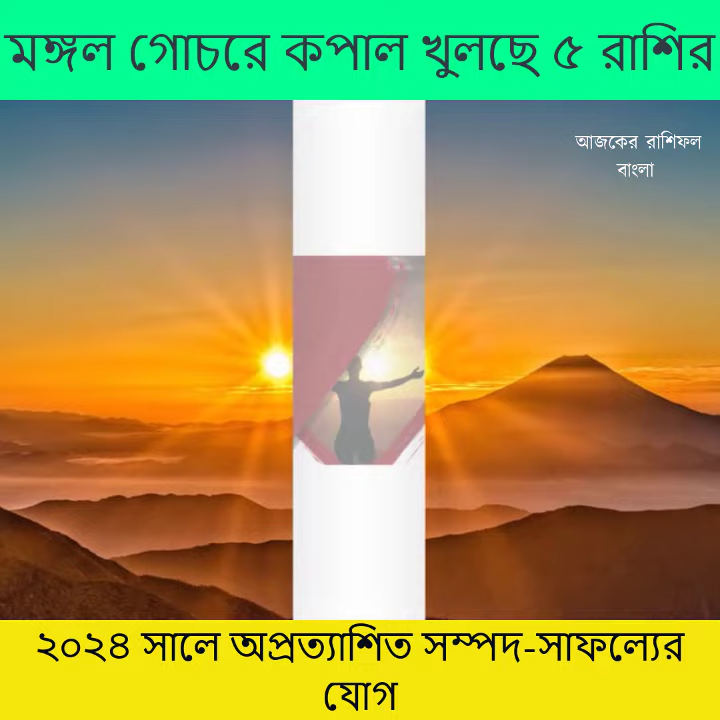 মঙ্গল গোচরে কপাল খুলছে ৫ রাশির
আজকের রাশিফল
বাংলা
২০২৪ সালে অপ্রত্যাশিত সম্পদ-সাফল্যের
যোগ